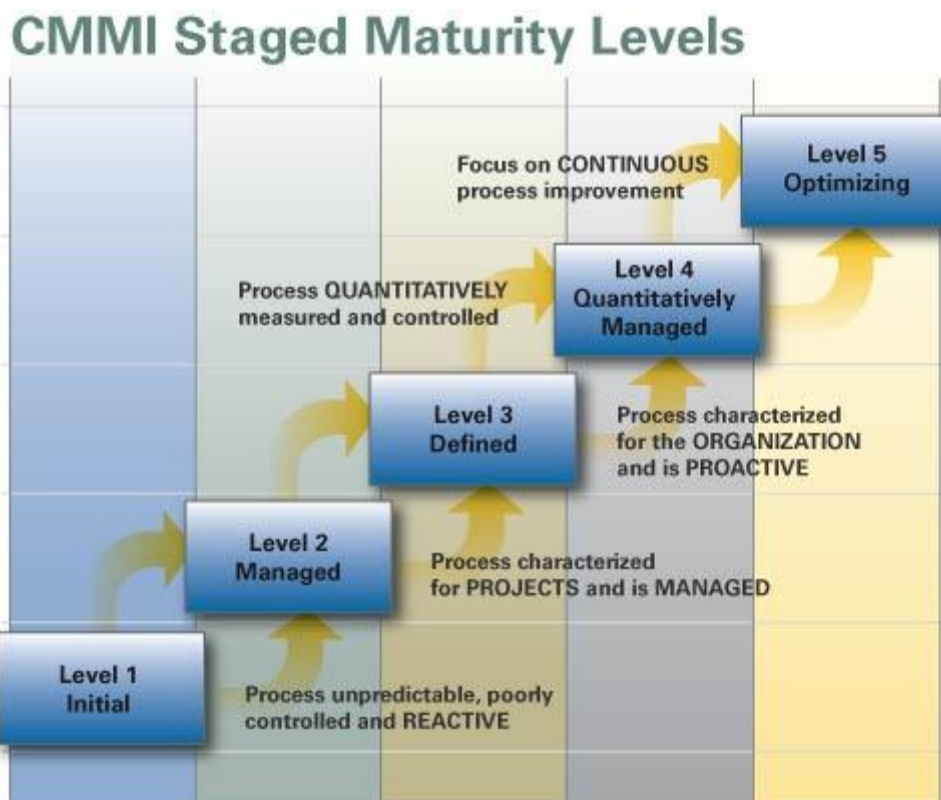 CMMI Staged Maturity Levels
Focus on CONTINUOUS
process improvement
Level 5
Optimizing
Process QUANTITATIVELY
measured and controlled
Level 4
Quantitatively
Managed
Level 3
Defined
Process characterized
for the ORGANIZATION
and is PROACTIVE
Level 2
Managed
Process characterized
for PROJECTS and is MANAGED
Level 1
Initial
Process unpredictable, poorly
controlled and REACTIVE